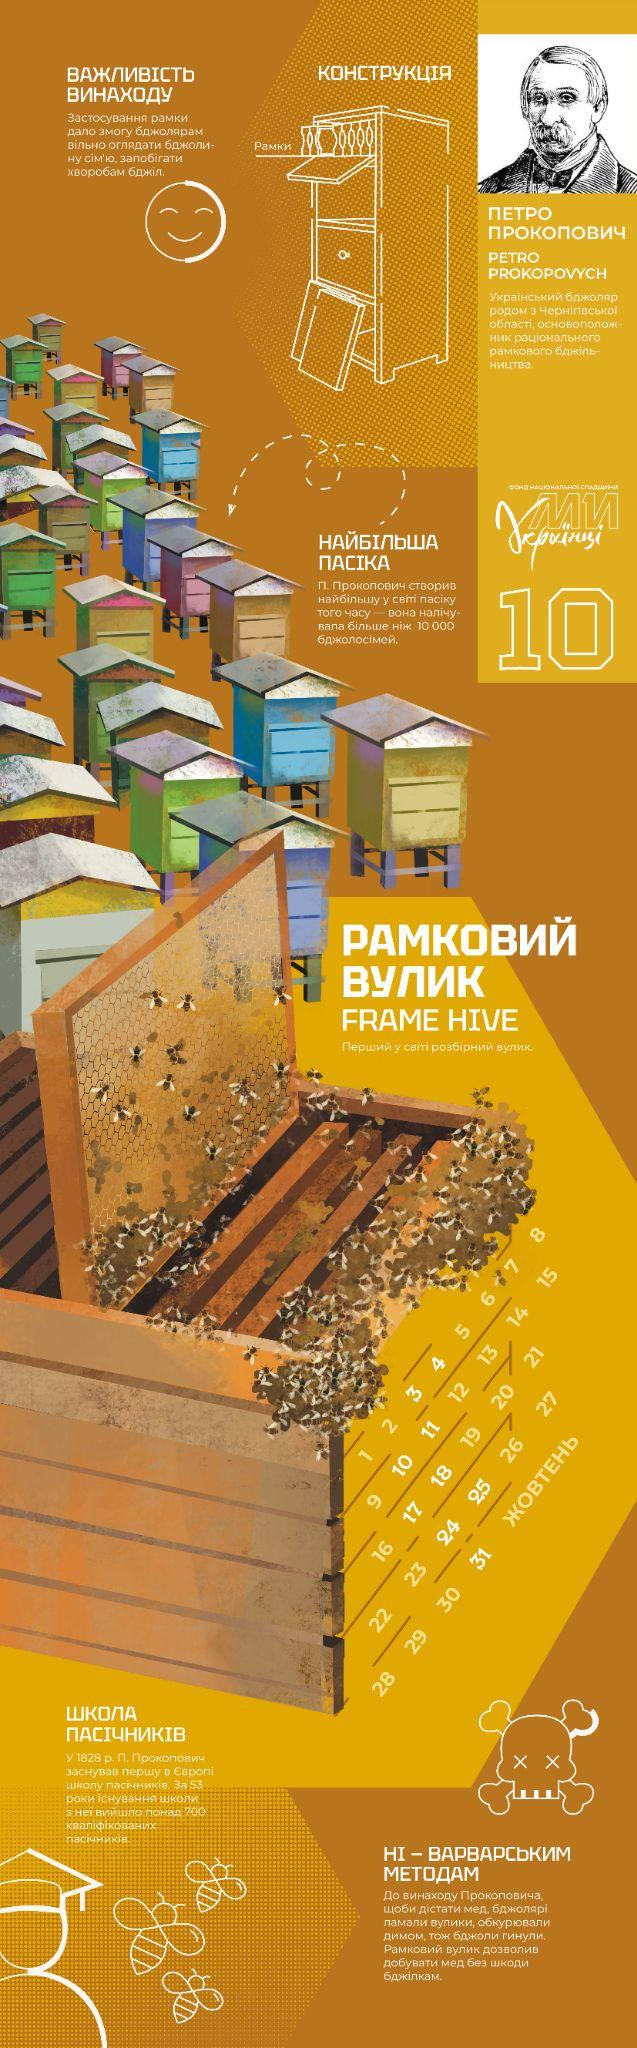 ВАЖЛИВІСТЬ
ВИНАХОДУ
Застосування рамки
дало змогу бджолярам
вільно оглядати бджоли-
ну сім'ю, запобігати
хворобам бджіл.
КОНСТРУКЦІЯ
Рамки
ПЕТРО
ПРОКОПОВИЧ
PETRO
PROKOPOVYCH
Український бджоляр
родом з Чернігівської
області, основополож-
ник раціонального
рамкового бджіль-
ництва.
ФОНД НАЦІОНАЛЬНОЇ СПАДЩИНИ
МИ
Українці
10
НАЙБІЛЬША
ПАСІКА
П. Прокопович створив
найбільшу у світі пасіку
того часу — вона налічу-
вала більше ніж 10 000
бджолосімей.
РАМКОВИЙ
ВУЛИК
FRAME HIVE
Перший у світі розбірний вулик.
1 2 3 4 5 6 7 8
9 10 11 12 13 14 15
16 17 18 19 20 21
22 23 24 25 26 27
28 29 30 31
ЖОВТЕНЬ
ШКОЛА
ПАСІЧНИКІВ
У 1828 р. П. Прокопович
заснував першу в Європі
школу пасічників. За 53
роки існування школи
з неї вийшло понад 700
кваліфікованих
пасічників.
НІ – ВАРВАРСЬКИМ
МЕТОДАМ
До винаходу Прокоповича,
щоби дістати мед, бджолярі
ламали вулики, обкурювали
димом, тож бджоли гинули.
Рамковий вулик дозволив
добувати мед без шкоди
бджілкам.